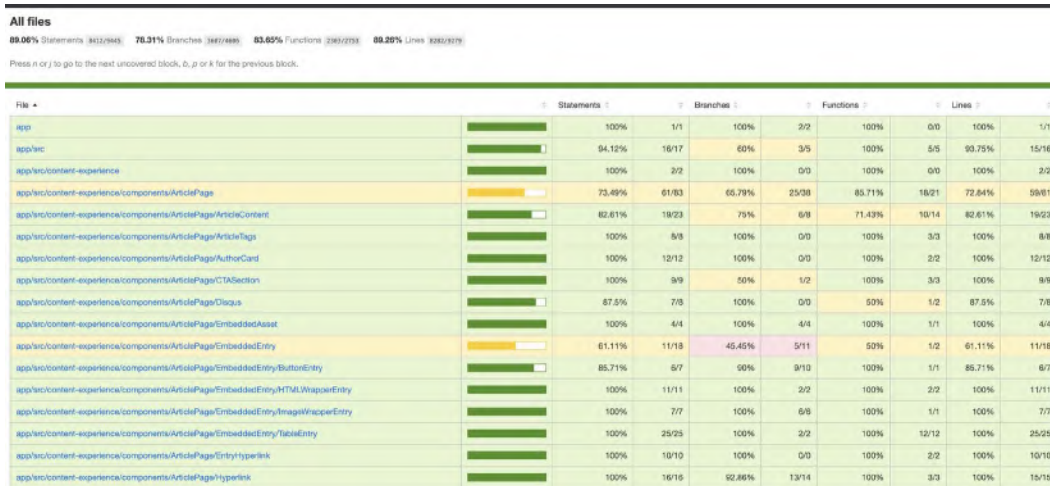 All files
89.06% Statements 8412/9445 78.31% Branches 3607/4606 83.65% Functions 2303/2753 89.26% Lines 8282/9279
Press n or j to go to the next uncovered block, b, p or k for the previous block.
File Statements Branches Functions Lines
app 100% 1/1 100% 2/2 100% 0/0 100% 1/1
app/src 94.12% 16/17 60% 3/5 100% 5/5 93.75% 15/16
app/src/content-experience 100% 2/2 100% 0/0 100% 0/0 100% 2/2
app/src/content-experience/components/ArticlePage 73.49% 61/83 65.79% 25/38 85.71% 18/21 72.84% 59/81
app/src/content-experience/components/ArticlePage/ArticleContent 82.61% 19/23 75% 6/8 71.43% 10/14 82.61% 19/23
app/src/content-experience/components/ArticlePage/ArticleTags 100% 8/8 100% 0/0 100% 3/3 100% 8/8
app/src/content-experience/components/ArticlePage/AuthorCard 100% 12/12 100% 0/0 100% 2/2 100% 12/12
app/src/content-experience/components/ArticlePage/CTASection 100% 9/9 50% 1/2 100% 3/3 100% 9/9
app/src/content-experience/components/ArticlePage/Disqus 87.5% 7/8 100% 0/0 50% 1/2 87.5% 7/8
app/src/content-experience/components/ArticlePage/EmbeddedAsset 100% 4/4 100% 4/4 100% 1/1 100% 4/4
app/src/content-experience/components/ArticlePage/EmbeddedEntry 61.11% 11/18 45.45% 5/11 50% 1/2 61.11% 11/18
app/src/content-experience/components/ArticlePage/EmbeddedEntry/ButtonEntry 85.71% 6/7 90% 9/10 100% 1/1 85.71% 6/7
app/src/content-experience/components/ArticlePage/EmbeddedEntry/HTMLWrapperEntry 100% 11/11 100% 2/2 100% 2/2 100% 11/11
app/src/content-experience/components/ArticlePage/EmbeddedEntry/ImageWrapperEntry 100% 7/7 100% 6/6 100% 1/1 100% 7/7
app/src/content-experience/components/ArticlePage/EmbeddedEntry/TableEntry 100% 25/25 100% 2/2 100% 12/12 100% 25/25
app/src/content-experience/components/ArticlePage/EntryHyperlink 100% 10/10 100% 0/0 100% 2/2 100% 10/10
app/src/content-experience/components/ArticlePage/Hyperlink 100% 16/16 92.86% 13/14 100% 3/3 100% 15/15